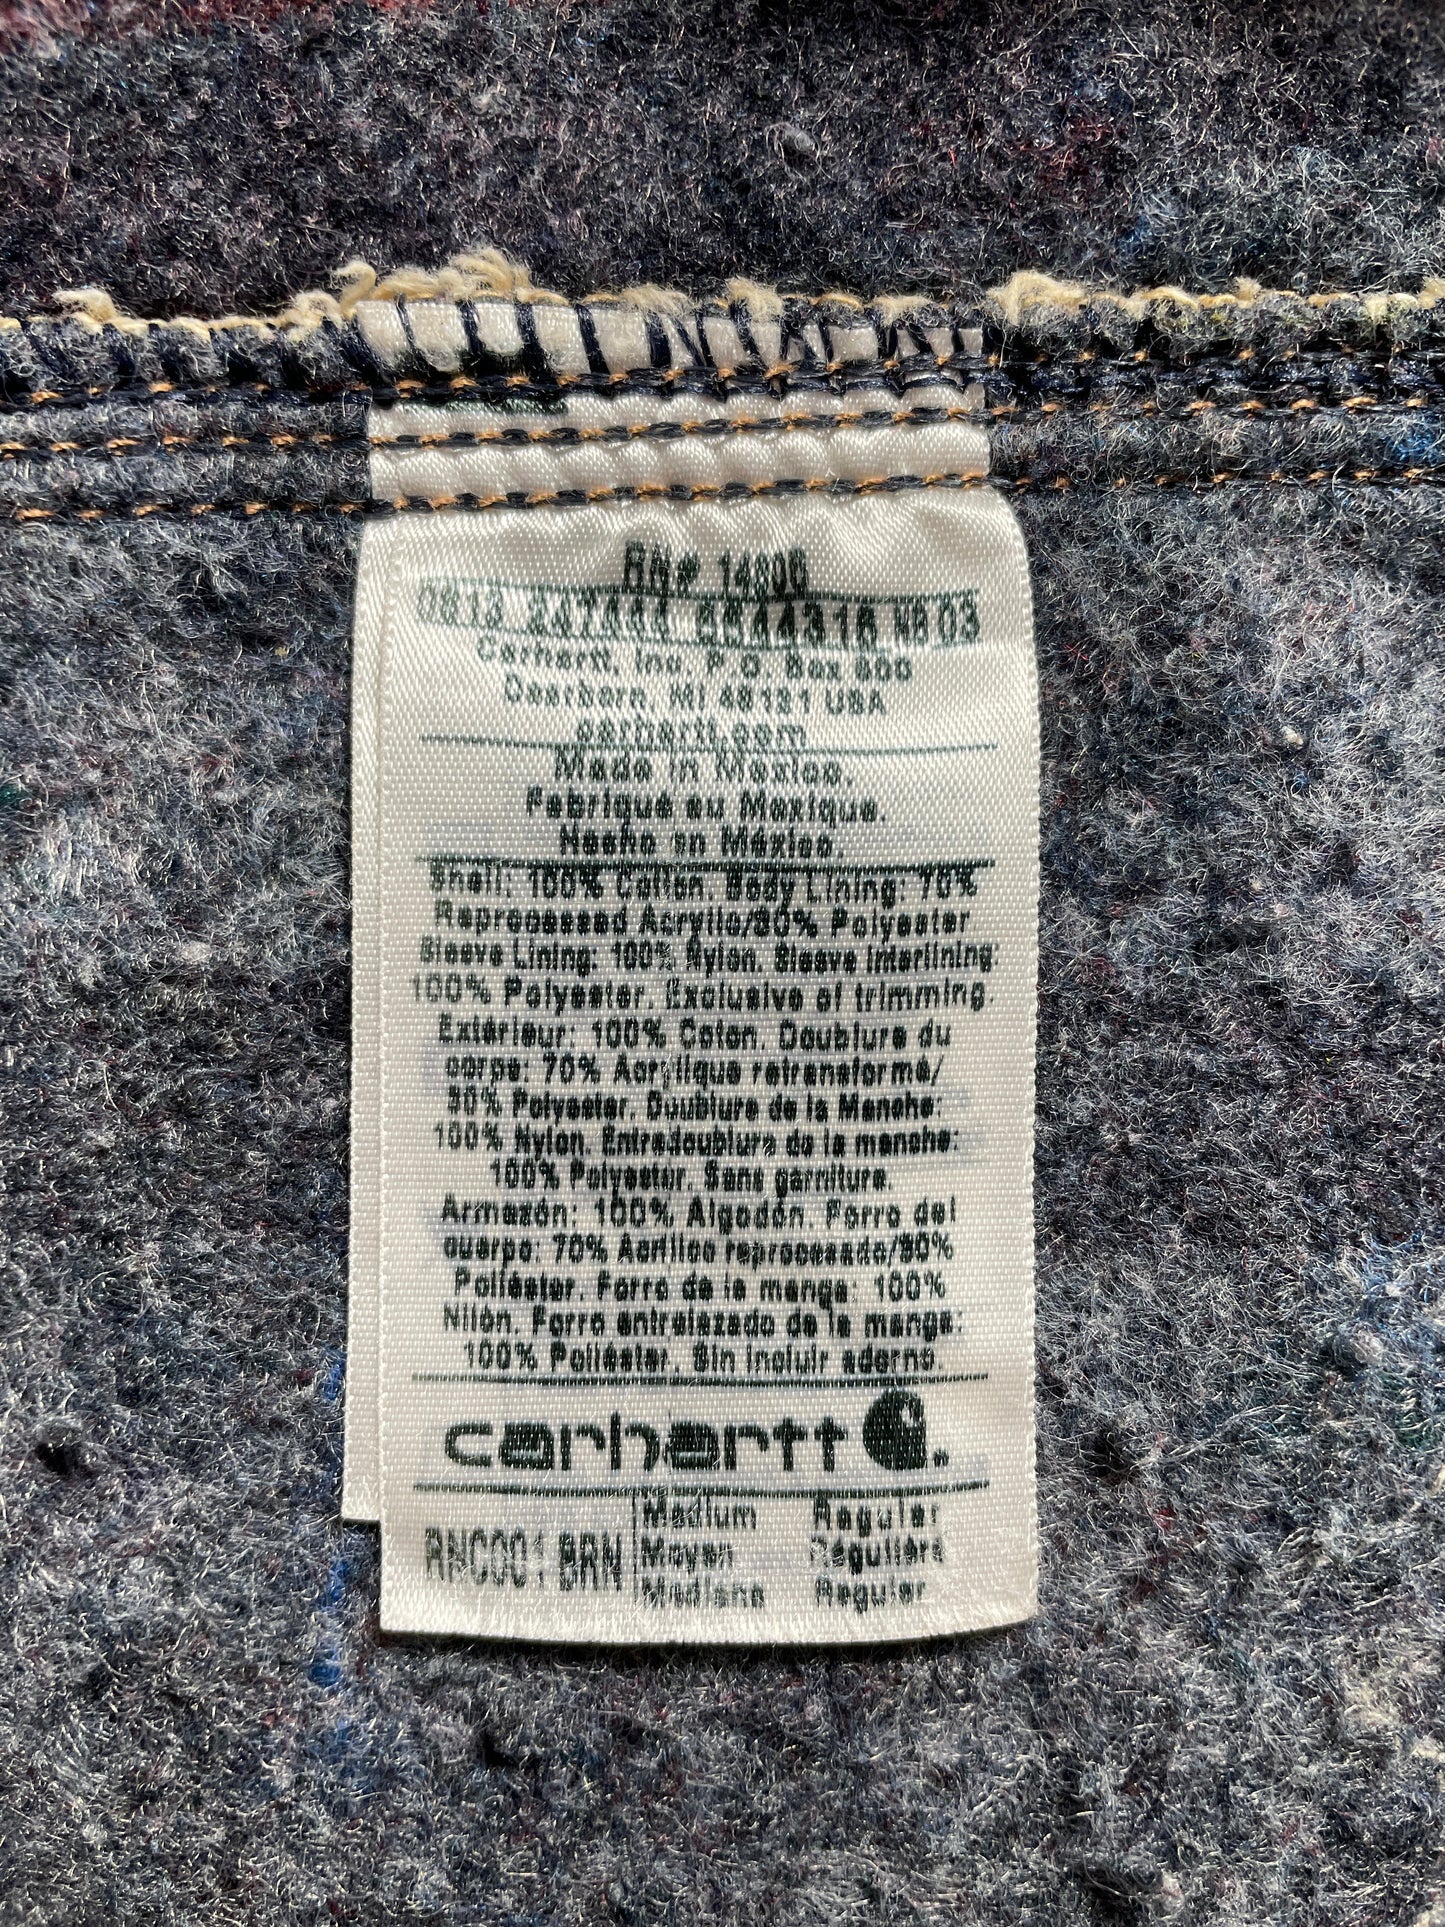 RN# 14806
Carhartt, Inc. P.O. Box 600
Dearborn, MI 48121 USA
carhartt.com
Made in Mexico.
Fabriqué au Mexique.
Hecho en México.
Shell: 100% Cotton. Body Lining: 70%
Reprocessed Acrylic/30% Polyester
Sleeve Lining: 100% Nylon. Sleeve interlining:
100% Polyester. Exclusive of trimming.
Extérieur: 100% Coton. Doublure du
corps: 70% Acrylique retransformé/
30% Polyester. Doublure de la Manche:
100% Nylon. Entredoublure de la manche:
100% Polyester. Sans garniture.
Armazón: 100% Algodón. Forro del
cuerpo: 70% Acrílico reprocesado/30%
Poliéster. Forro de la manga: 100%
Nilón. Forro entrelazado de la manga:
100% Poliéster. Sin incluir adorno.
carhartt
RNC001 BRN
Medium Regular
Moyen Régulière
Mediano Regular